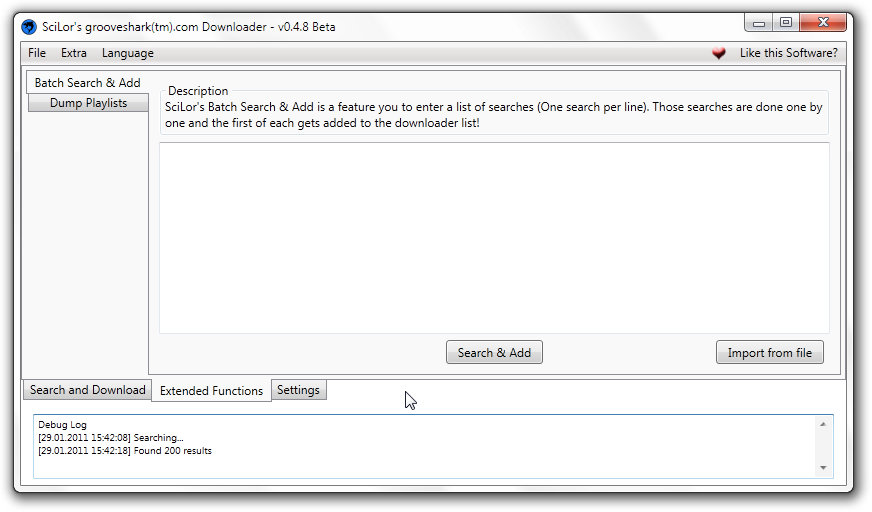 SciLor's grooveshark(tm).com Downloader - v0.4.8 Beta
File Extra Language Like this Software?
Batch Search & Add
Dump Playlists
Description
SciLor's Batch Search & Add is a feature you to enter a list of searches (One search per line). Those searches are done one by
one and the first of each gets added to the downloader list!
Search & Add Import from file
Search and Download Extended Functions Settings
Debug Log
[29.01.2011 15:42:08] Searching...
[29.01.2011 15:42:18] Found 200 results